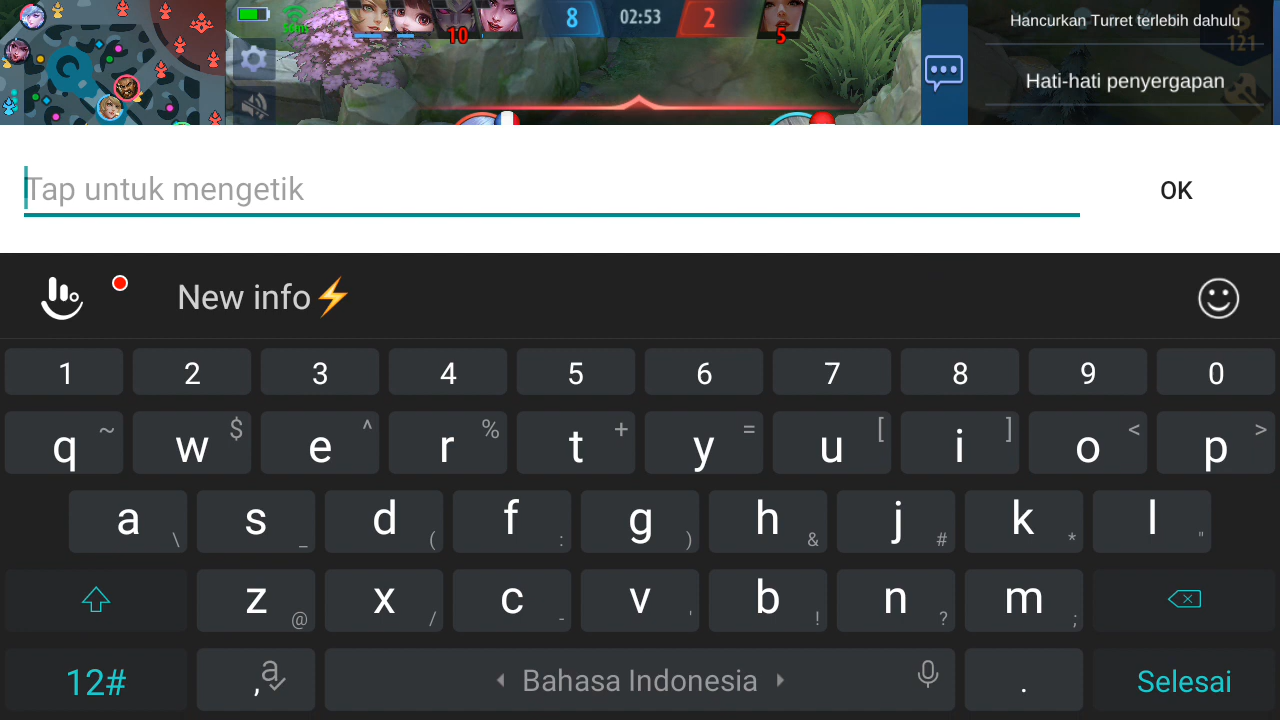 36ms
10
8
02:53
2
5
Hancurkan Turret terlebih dahulu
121
Hati-hati penyergapan
Tap untuk mengetik
OK
New info⚡
1 2 3 4 5 6 7 8 9 0
q ~ w $ e ^ r % t + y = u [ i ] o < p >
a \ s _ d ( f : g ) h & j # k * l "
z @ x / c - v ' b ! n ? m ;
12# , a Bahasa Indonesia . Selesai